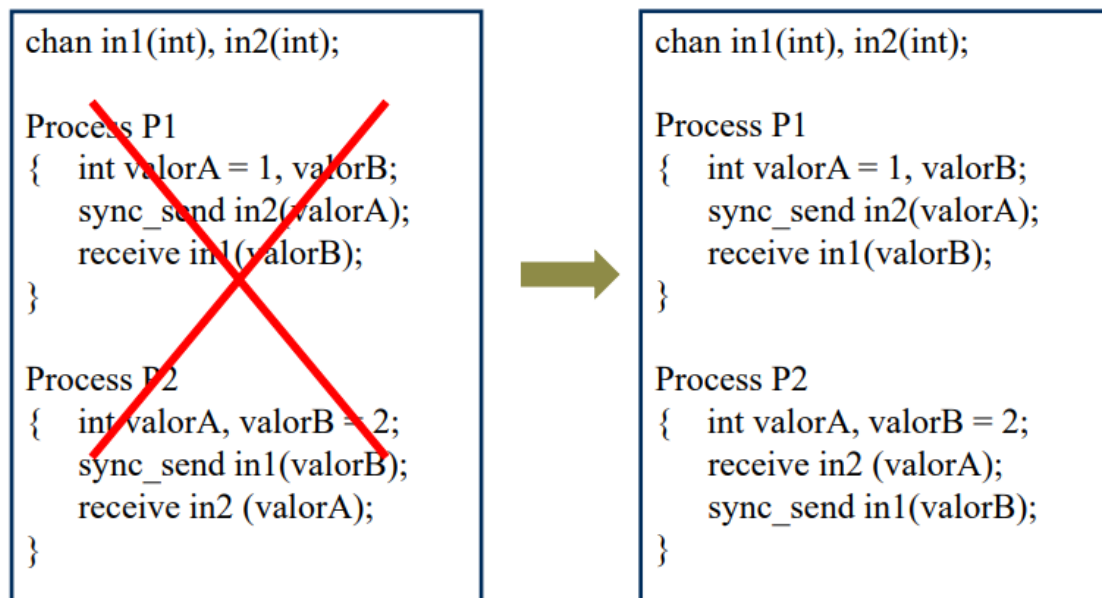 chan in1(int), in2(int);
Process P1
{ int valorA = 1, valorB;
sync_send in2(valorA);
receive in1(valorB);
}
Process P2
{ int valorA, valorB = 2;
sync_send in1(valorB);
receive in2 (valorA);
}
chan in1(int), in2(int);
Process P1
{ int valorA = 1, valorB;
sync_send in2(valorA);
receive in1(valorB);
}
Process P2
{ int valorA, valorB = 2;
receive in2 (valorA);
sync_send in1(valorB);
}